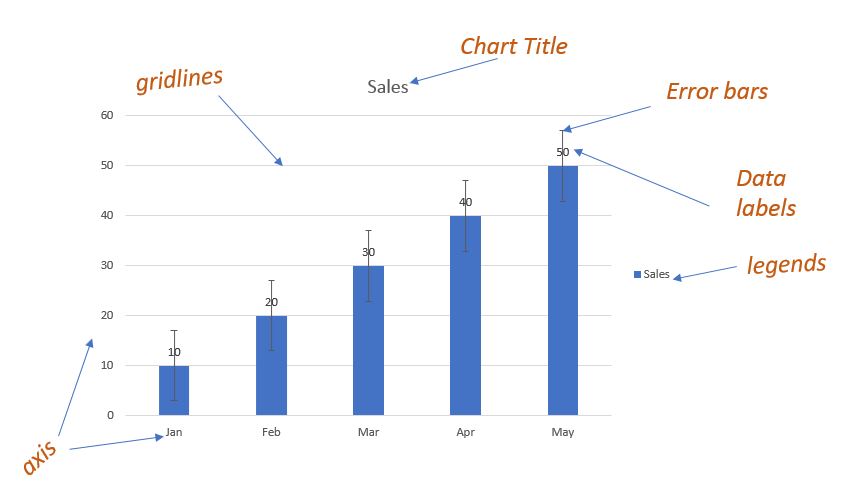 Chart Title
gridlines
Sales
Error bars
60
50
50
Data
labels
40
40
30
30
legends
Sales
20
20
10
10
0
Jan Feb Mar Apr May
axis